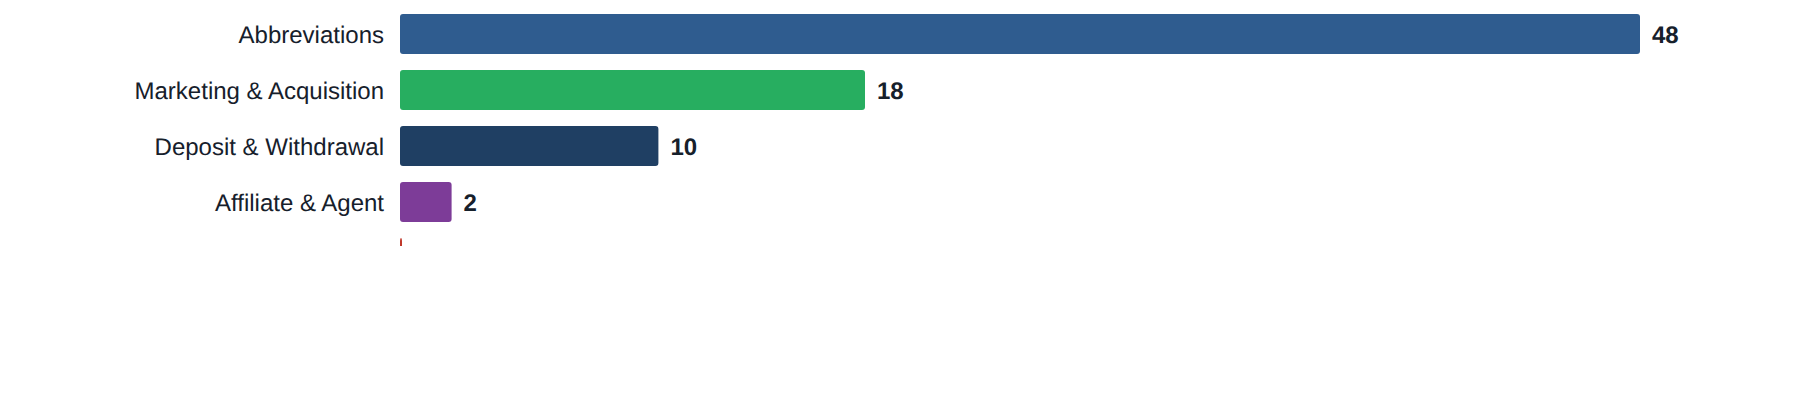 Abbreviations 48
Marketing & Acquisition 18
Deposit & Withdrawal 10
Affiliate & Agent 2